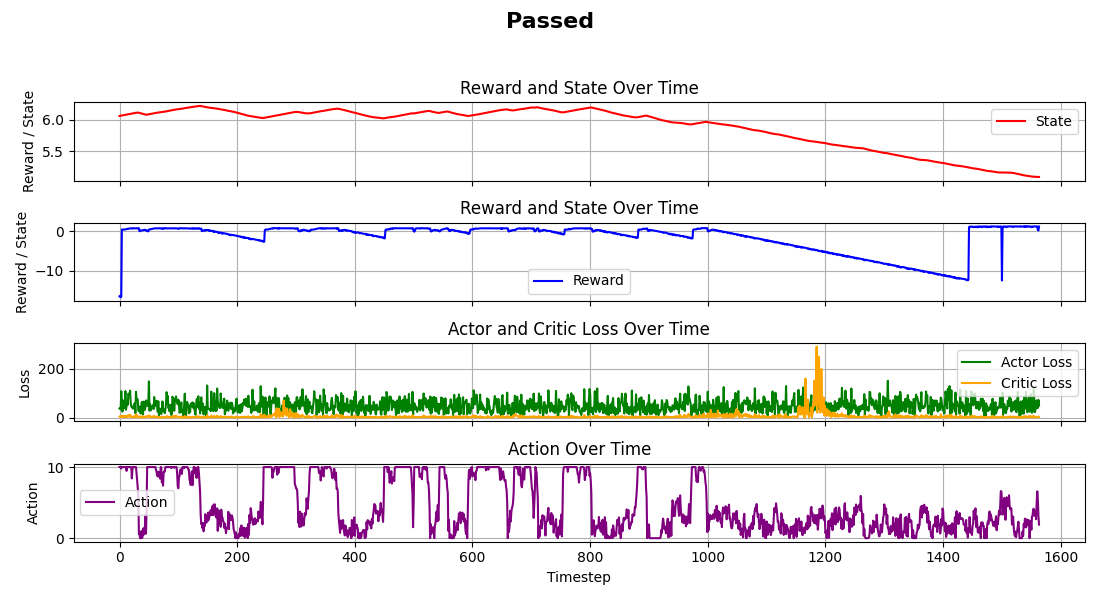 Passed
Reward and State Over Time
Reward / State
6.0
5.5
State
Reward and State Over Time
Reward / State
0
−10
Reward
Actor and Critic Loss Over Time
Loss
200
0
Actor Loss
Critic Loss
Action Over Time
Action
10
0
Action
0 200 400 600 800 1000 1200 1400 1600
Timestep